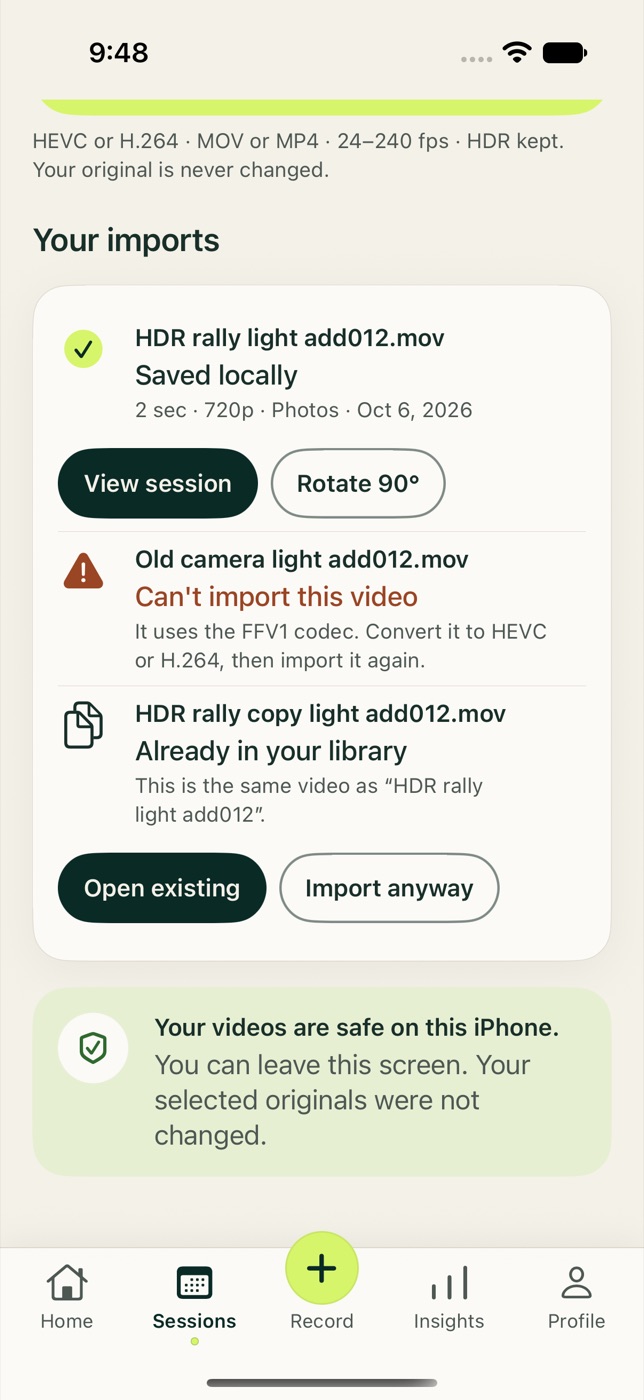 9:48
HEVC or H.264 · MOV or MP4 · 24–240 fps · HDR kept.
Your original is never changed.
Your imports
HDR rally light add012.mov
Saved locally
2 sec · 720p · Photos · Oct 6, 2026
View session
Rotate 90°
Old camera light add012.mov
Can't import this video
It uses the FFV1 codec. Convert it to HEVC
or H.264, then import it again.
HDR rally copy light add012.mov
Already in your library
This is the same video as “HDR rally
light add012”.
Open existing
Import anyway
Your videos are safe on this iPhone.
You can leave this screen. Your
selected originals were not
changed.
Home
Sessions
Record
Insights
Profile